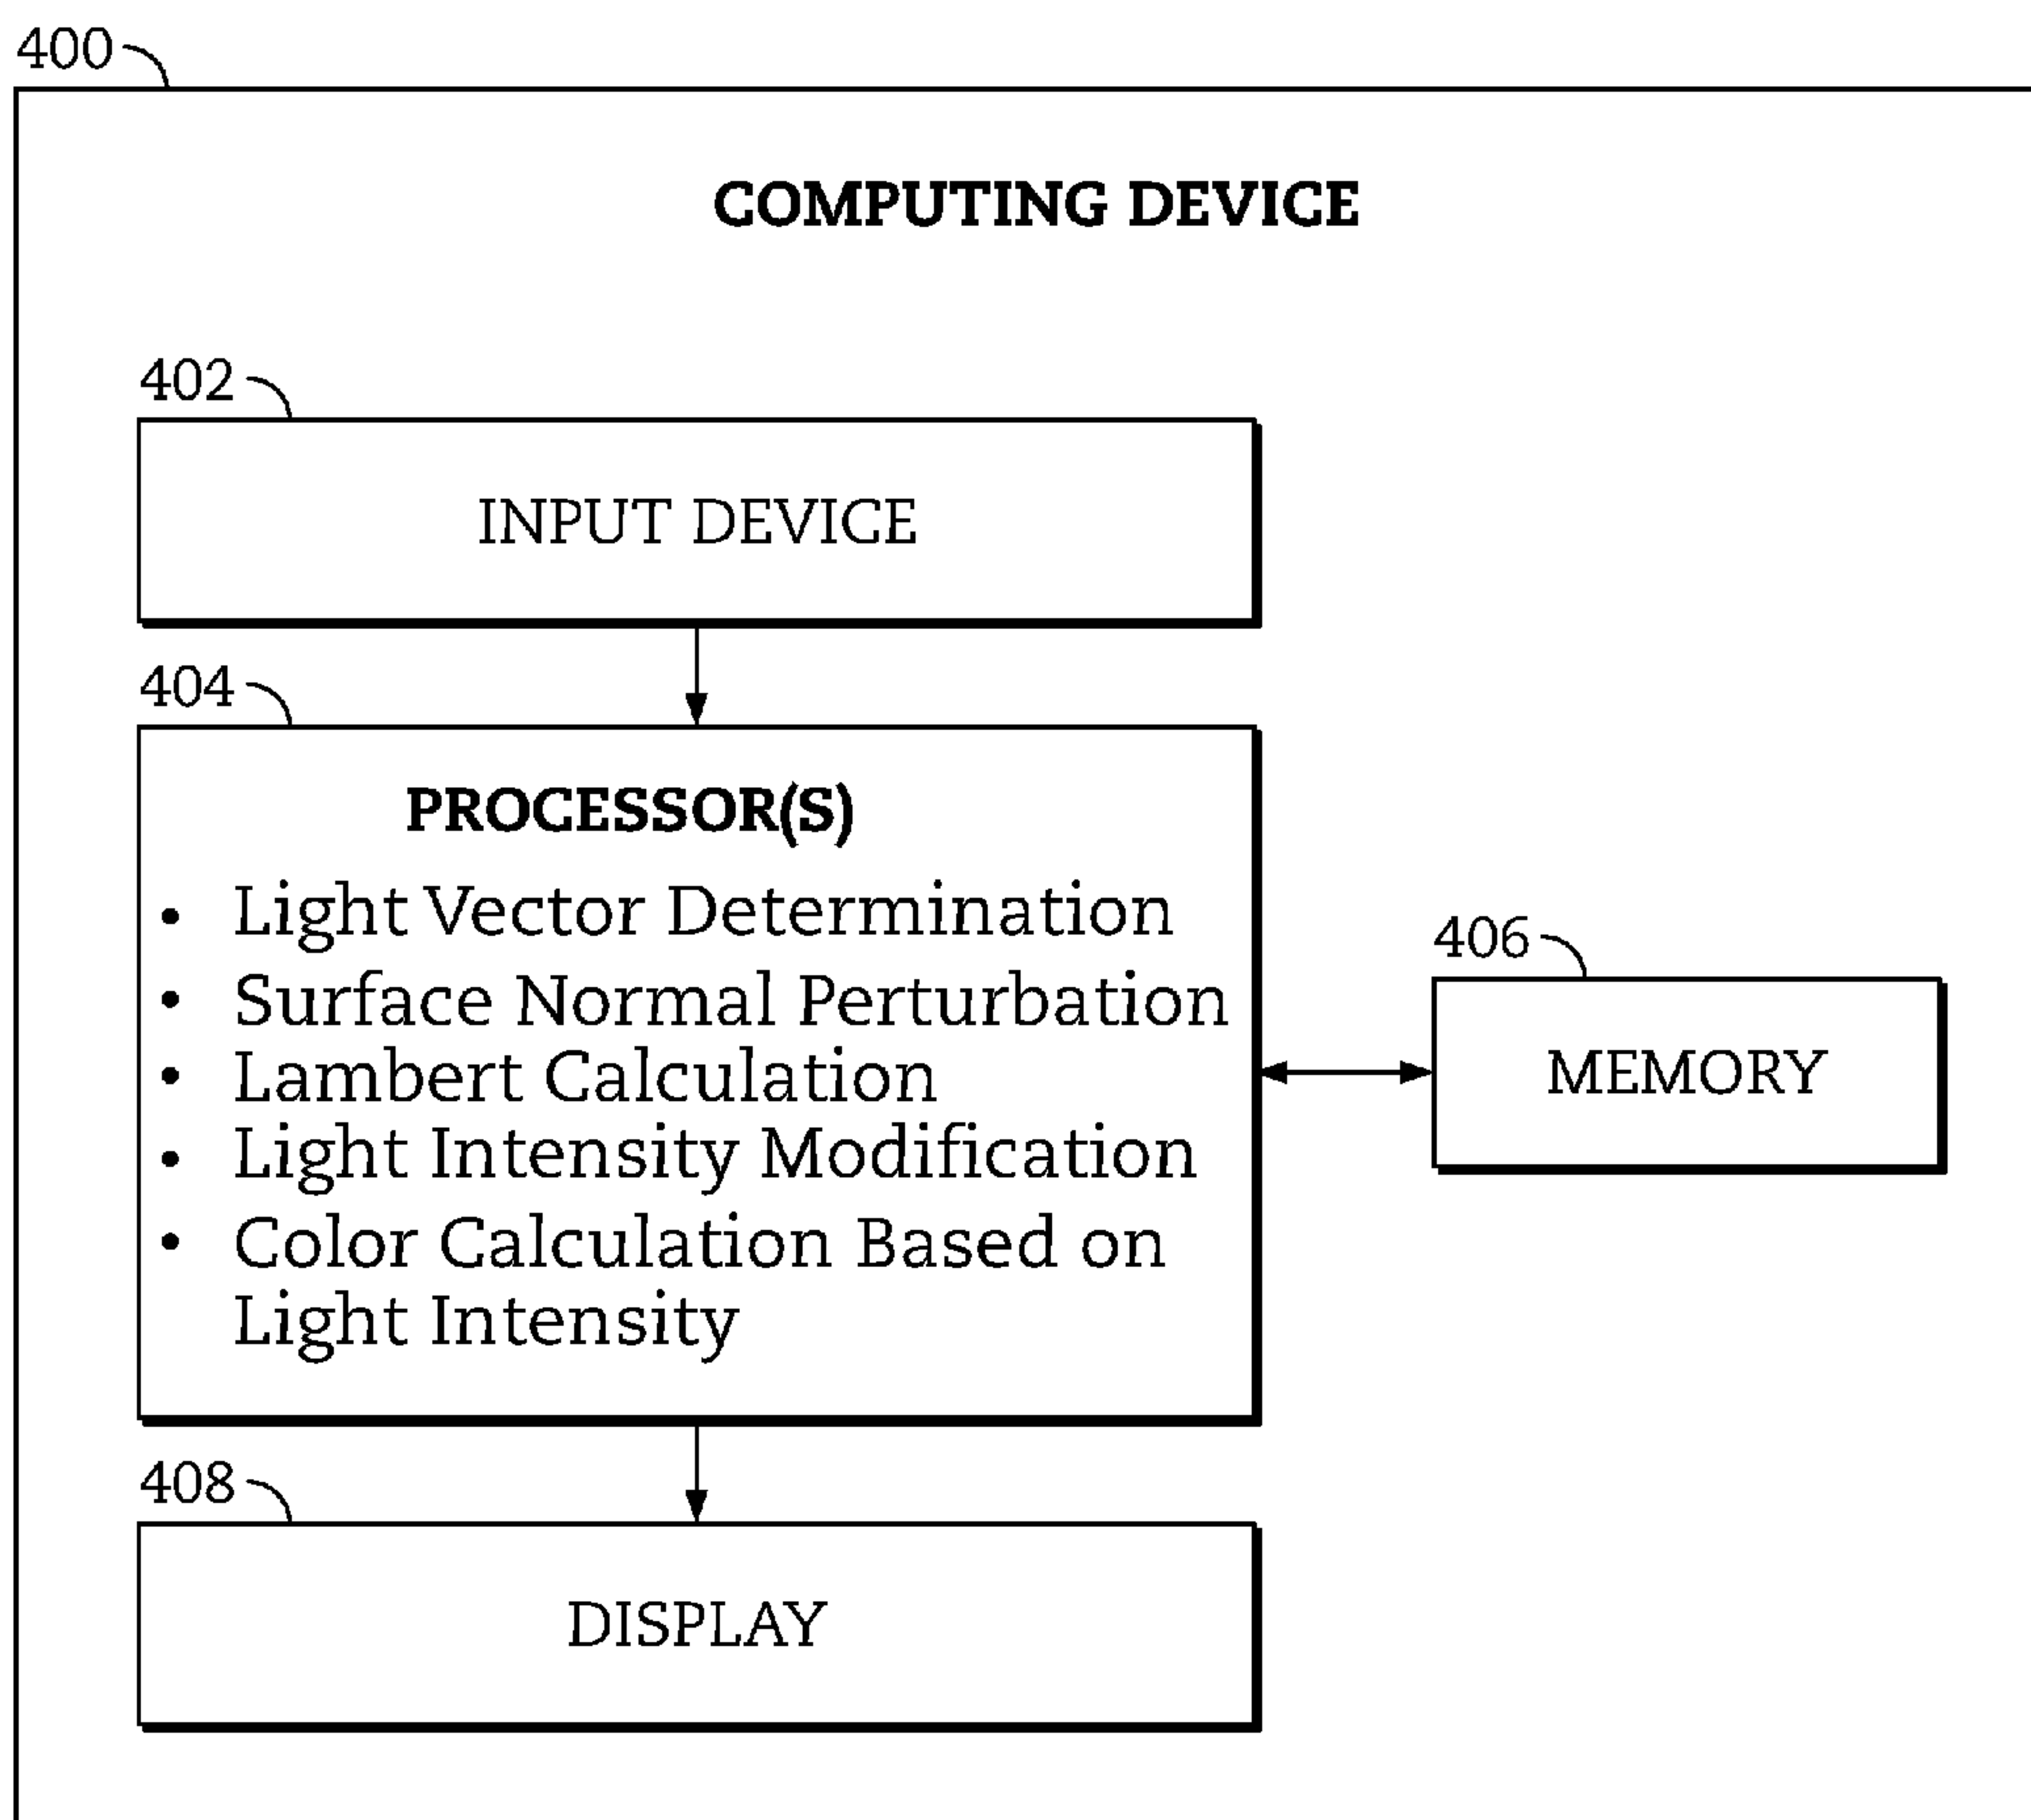 400
COMPUTING DEVICE
402
INPUT DEVICE
404
PROCESSOR(S)
• Light Vector Determination
• Surface Normal Perturbation
• Lambert Calculation
• Light Intensity Modification
• Color Calculation Based on
Light Intensity
406
MEMORY
408
DISPLAY